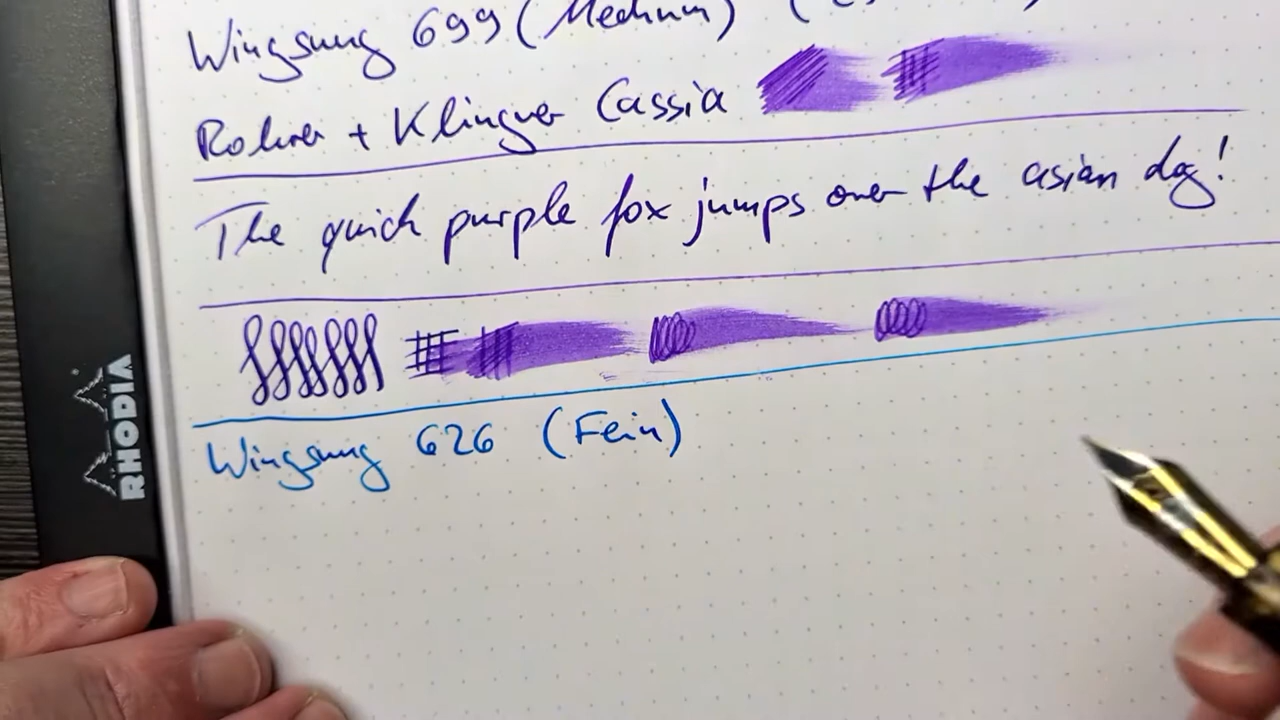 Wingsung 699 (Medium)
Rohrer + Klingner Cassia
The quick purple fox jumps over the asian dog!
Wingsung 626 (Fein)
RHODIA